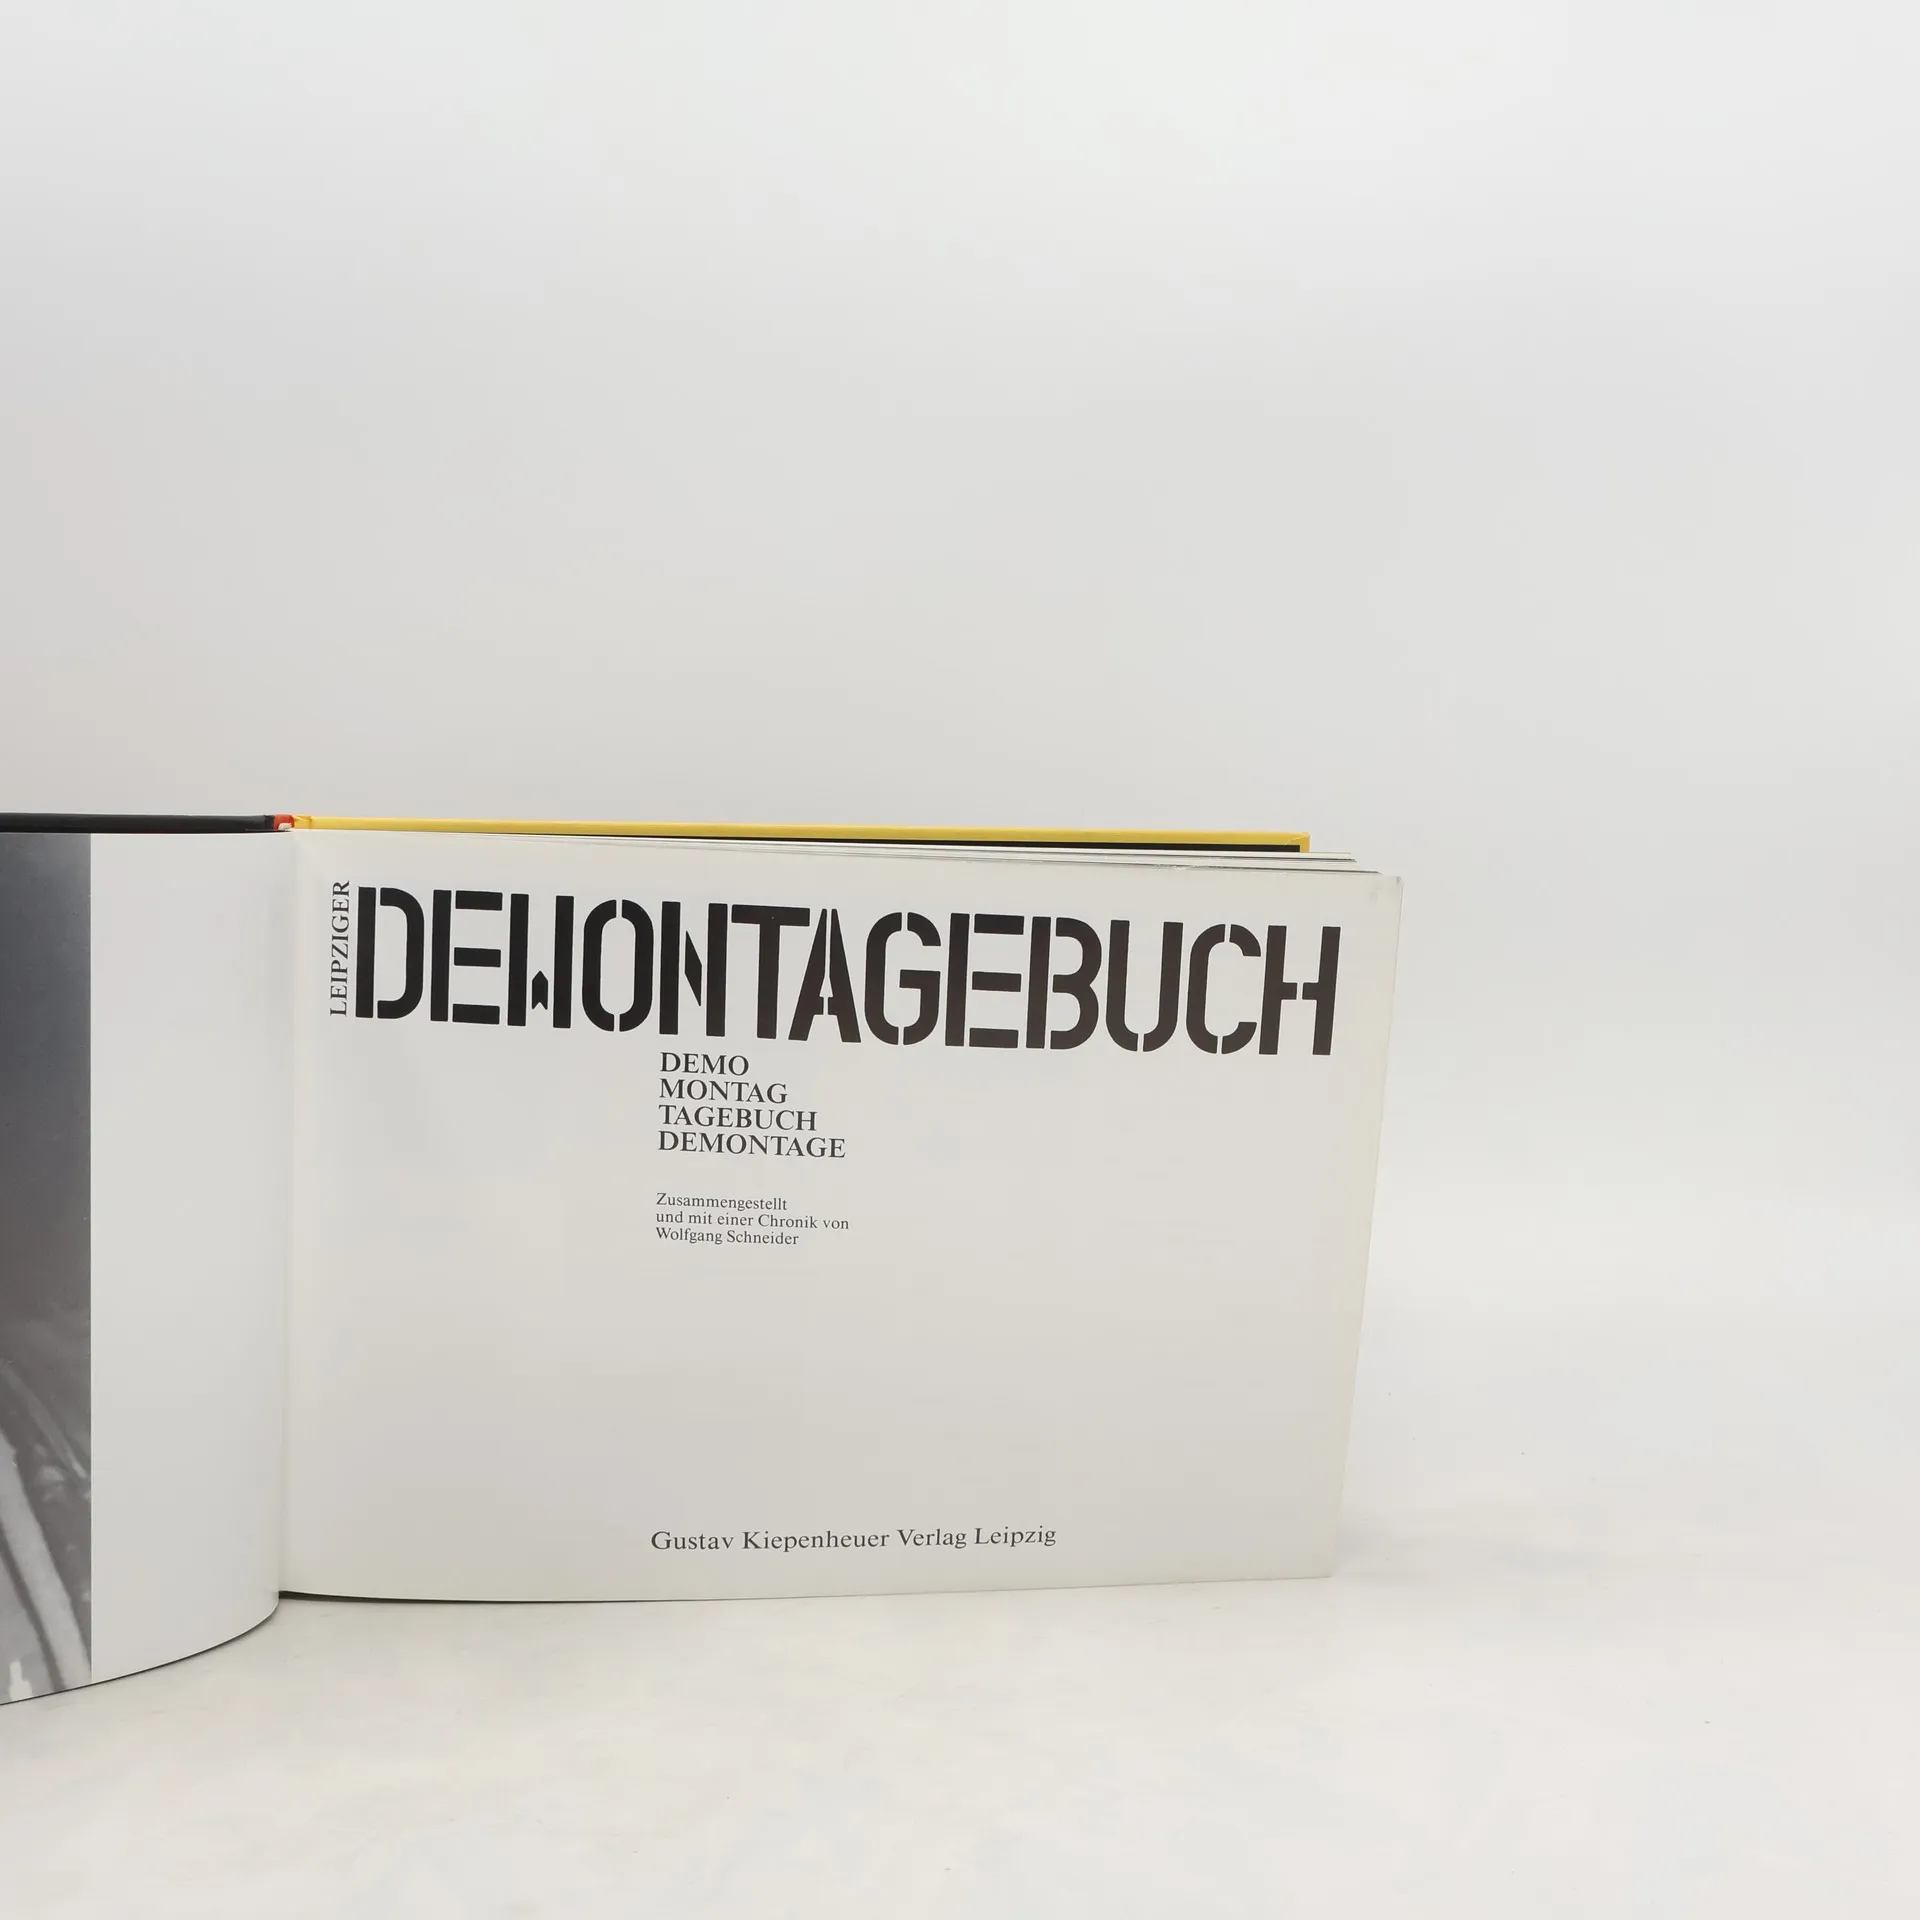 LEIPZIGER
DEMONTAGEBUCH
DEMO
MONTAG
TAGEBUCH
DEMONTAGE
Zusammengestellt
und mit einer Chronik von
Wolfgang Schneider
Gustav Kiepenheuer Verlag Leipzig